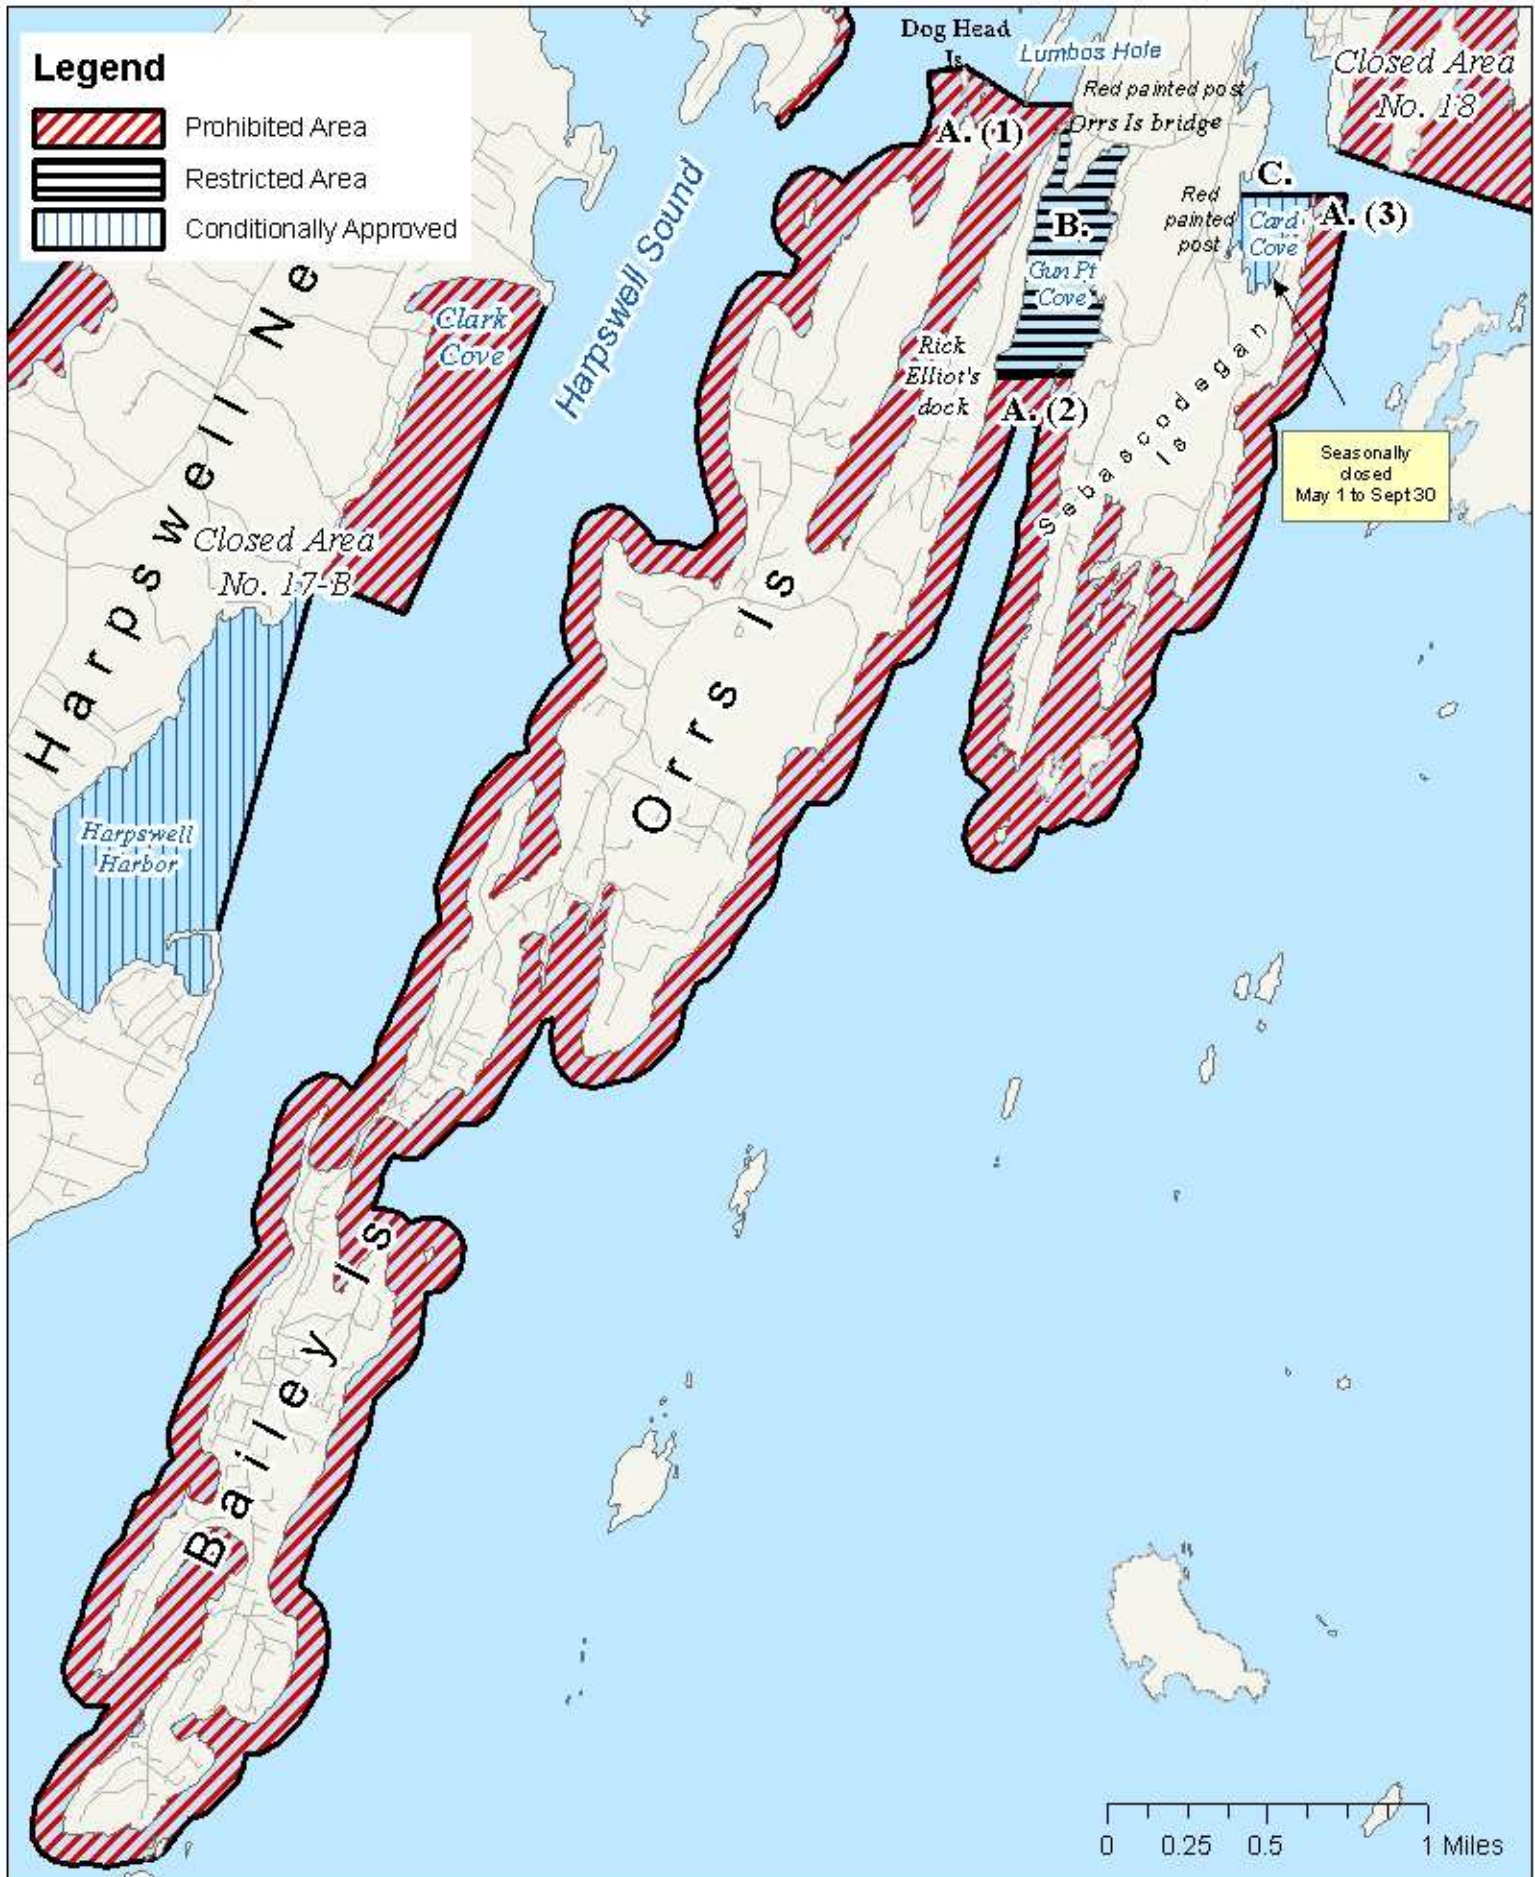 Legend
Prohibited Area
Restricted Area
Conditionally Approved
Dog Head
Is
Lumbos Hole
Red painted post
Orrs Is bridge
Closed Area
No. 18
A. (1)
B.
Gun Pt
Cove
Red
painted
post
C.
Card
Cove
A. (3)
Harpswell Sound
Clark
Cove
Rick
Elliot's
dock
A. (2)
Sebascodegan
Is
Seasonally
closed
May 1 to Sept 30
Harpswell Ne
Closed Area
No. 17-B
Orrs Is
Harpswell
Harbor
Bailey Is
0 0.25 0.5 1 Miles